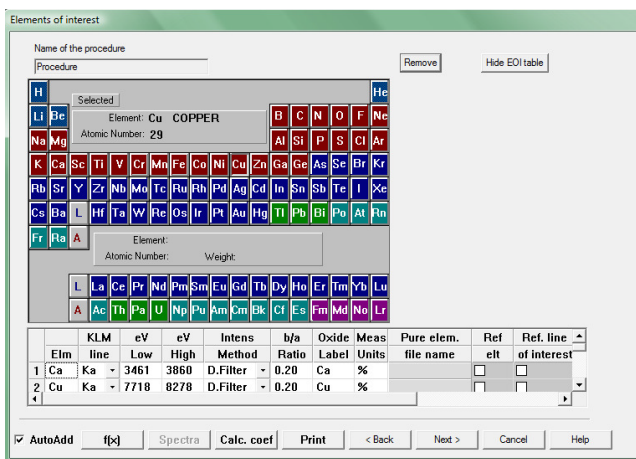 Elements of interest
Name of the procedure
Procedure
Remove
Hide EOI table
H He
Selected
Li Be Element: Cu COPPER B C N O F Ne
Na Mg Atomic Number: 29 Al Si P S Cl Ar
K Ca Sc Ti V Cr Mn Fe Co Ni Cu Zn Ga Ge As Se Br Kr
Rb Sr Y Zr Nb Mo Tc Ru Rh Pd Ag Cd In Sn Sb Te I Xe
Cs Ba L Hf Ta W Re Os Ir Pt Au Hg Tl Pb Bi Po At Rn
Fr Ra A Element:
Atomic Number: Weight:
L La Ce Pr Nd Pm Sm Eu Gd Tb Dy Ho Er Tm Yb Lu
A Ac Th Pa U Np Pu Am Cm Bk Cf Es Fm Md No Lr
KLM eV eV Intens b/a Oxide Meas Pure elem. Ref Ref. line
Elm line Low High Method Ratio Label Units file name elt of interest
1 Ca Ka 3461 3860 D.Filter 0.20 Ca %
2 Cu Ka 7718 8278 D.Filter 0.20 Cu %
AutoAdd f(x) Spectra Calc. coef Print < Back Next > Cancel Help